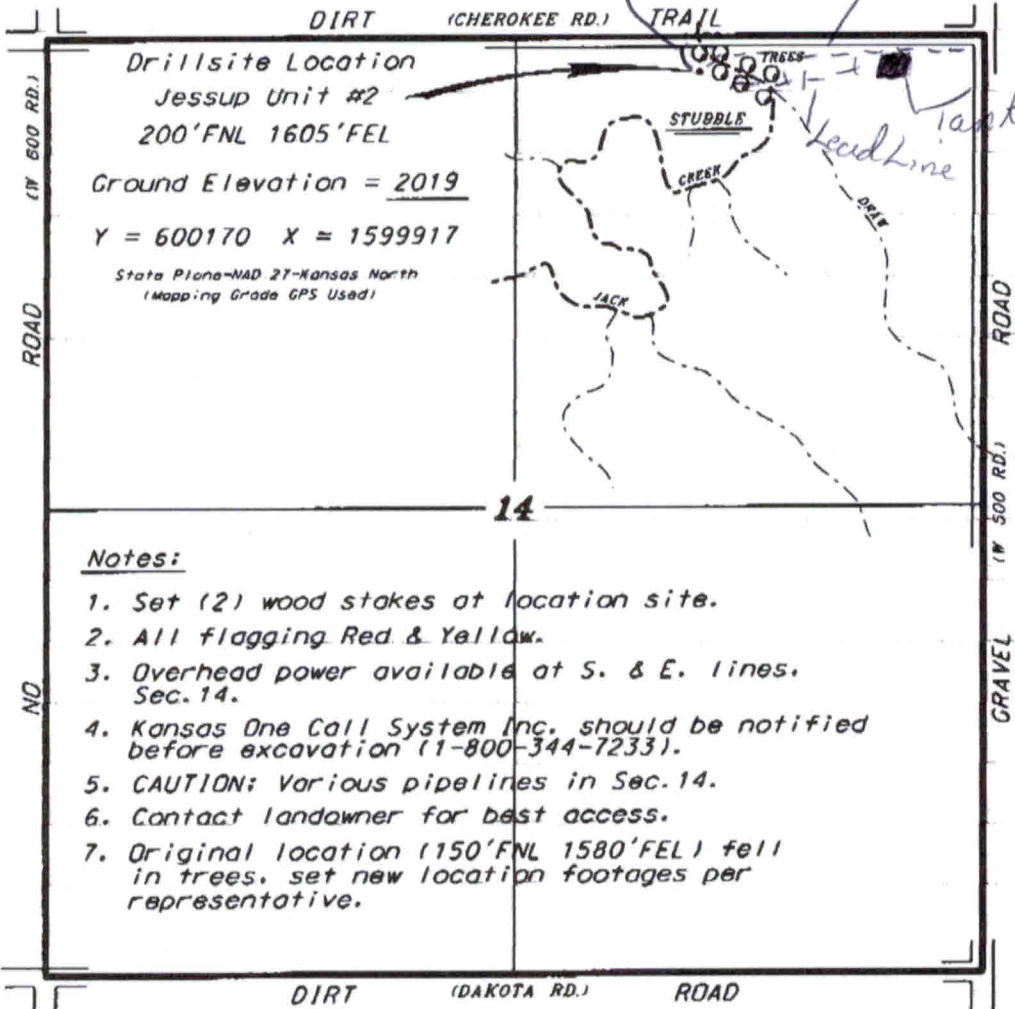 DIRT (CHEROKEE RD.) TRAIL
Drillsite Location
Jessup Unit #2
200'FNL 1605'FEL
Ground Elevation = 2019
Y = 600170 X = 1599917
State Plane-NAD 27-Kansas North
(Mapping Grade GPS Used)
TREES
STUBBLE
Lead Line
CREEK
DRAW
JACK
(W 600 RD.)
ROAD
NO
ROAD
(W 500 RD.)
GRAVEL
14
Notes:
1. Set (2) wood stakes at location site.
2. All flagging Red & Yellow.
3. Overhead power available at S. & E. lines.
Sec. 14.
4. Kansas One Call System Inc. should be notified
before excavation (1-800-344-7233).
5. CAUTION: Various pipelines in Sec. 14.
6. Contact landowner for best access.
7. Original location (150'FNL 1580'FEL) fell
in trees. set new location footages per
representative.
DIRT (DAKOTA RD.) ROAD